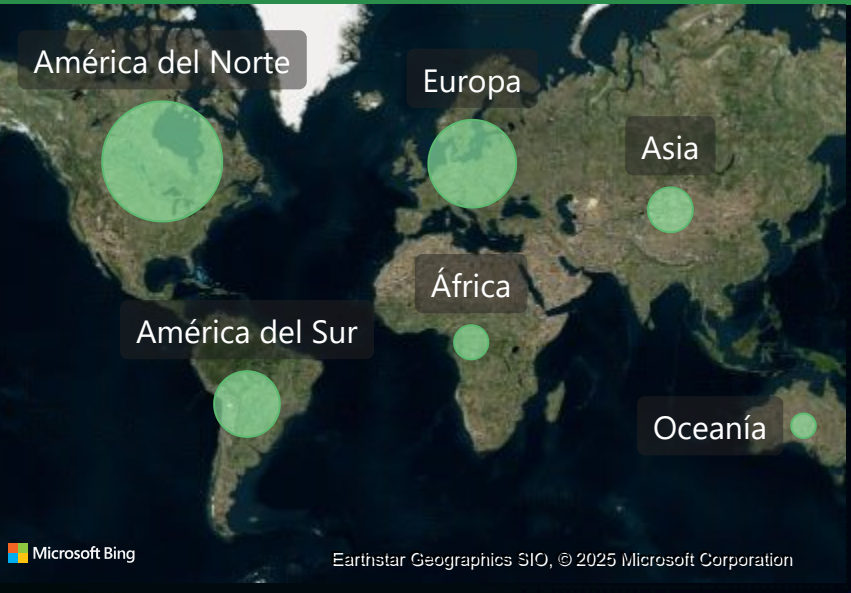 América del Norte
Europa
Asia
África
América del Sur
Oceanía
Microsoft Bing
Earthstar Geographics SIO, © 2025 Microsoft Corporation